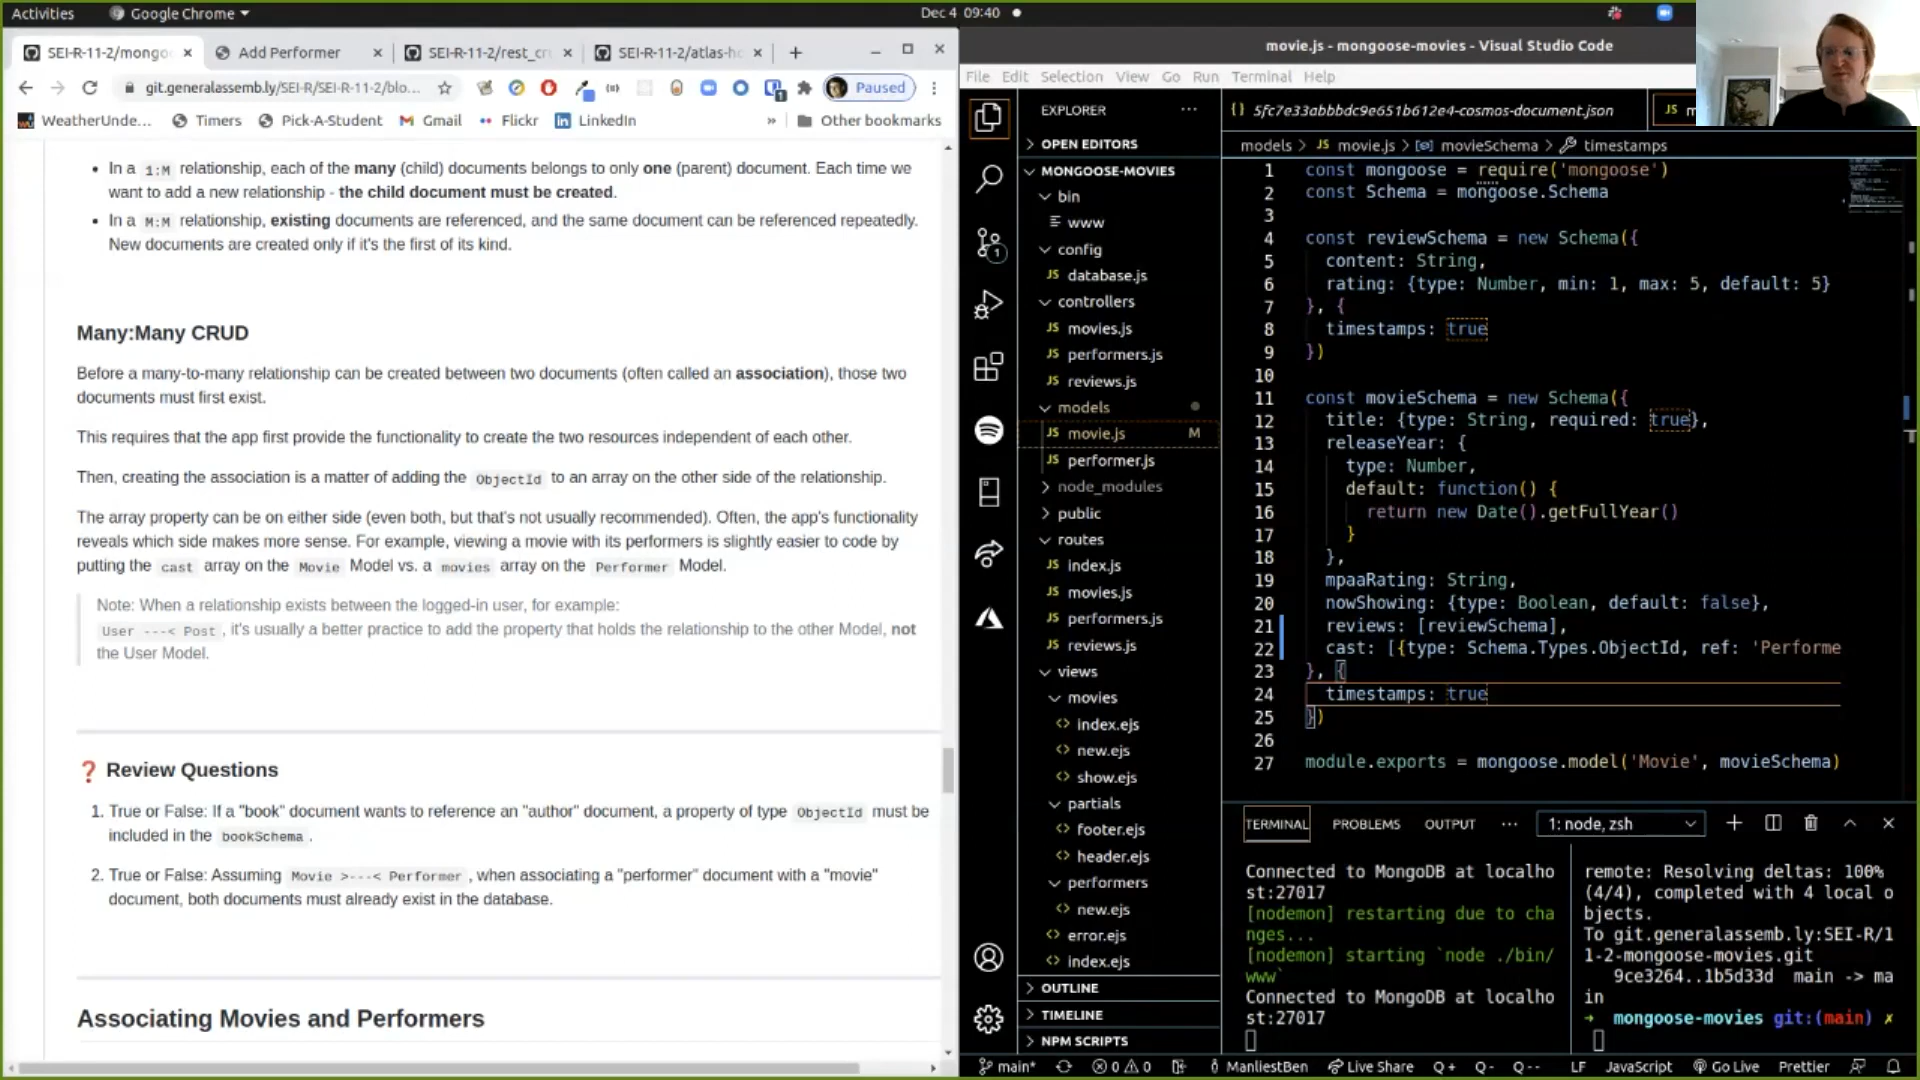 Activities
Google Chrome
Dec 4 09:40
SEI-R-11-2/mongo
Add Performer
SEI-R-11-2/rest_cr
SEI-R-11-2/atlas-ho
git.generalassemb.ly/SEI-R/SEI-R-11-2/blo...
Paused
WeatherUnde...
Timers
Pick-A-Student
Gmail
Flickr
LinkedIn
»
Other bookmarks
In a 1:M relationship, each of the many (child) documents belongs to only one (parent) document. Each time we
want to add a new relationship - the child document must be created.
In a M:M relationship, existing documents are referenced, and the same document can be referenced repeatedly.
New documents are created only if it's the first of its kind.
Many:Many CRUD
Before a many-to-many relationship can be created between two documents (often called an association), those two
documents must first exist.
This requires that the app first provide the functionality to create the two resources independent of each other.
Then, creating the association is a matter of adding the ObjectId to an array on the other side of the relationship.
The array property can be on either side (even both, but that's not usually recommended). Often, the app's functionality
reveals which side makes more sense. For example, viewing a movie with its performers is slightly easier to code by
putting the cast array on the Movie Model vs. a movies array on the Performer Model.
Note: When a relationship exists between the logged-in user, for example:
User ---< Post , it's usually a better practice to add the property that holds the relationship to the other Model, not
the User Model.
❓ Review Questions
1. True or False: If a "book" document wants to reference an "author" document, a property of type ObjectId must be
included in the bookSchema .
2. True or False: Assuming Movie >---< Performer , when associating a "performer" document with a "movie"
document, both documents must already exist in the database.
Associating Movies and Performers
movie.js - mongoose-movies - Visual Studio Code
File Edit Selection View Go Run Terminal Help
EXPLORER ···
OPEN EDITORS
MONGOOSE-MOVIES
bin
www
config
JS database.js
controllers
JS movies.js
JS performers.js
JS reviews.js
models
JS movie.js M
JS performer.js
node_modules
public
routes
JS index.js
JS movies.js
JS performers.js
JS reviews.js
views
movies
<> index.ejs
<> new.ejs
<> show.ejs
partials
<> footer.ejs
<> header.ejs
performers
<> new.ejs
<> error.ejs
<> index.ejs
OUTLINE
TIMELINE
NPM SCRIPTS
1
{} 5fc7e33abbbdc9e651b612e4-cosmos-document.json
JS m
models > JS movie.js > movieSchema > timestamps
1 const mongoose = require('mongoose')
2 const Schema = mongoose.Schema
3
4 const reviewSchema = new Schema({
5 content: String,
6 rating: {type: Number, min: 1, max: 5, default: 5}
7 }, {
8 timestamps: true
9 })
10
11 const movieSchema = new Schema({
12 title: {type: String, required: true},
13 releaseYear: {
14 type: Number,
15 default: function() {
16 return new Date().getFullYear()
17 }
18 },
19 mpaaRating: String,
20 nowShowing: {type: Boolean, default: false},
21 reviews: [reviewSchema],
22 cast: [{type: Schema.Types.ObjectId, ref: 'Performe
23 }, {
24 timestamps: true
25 })
26
27 module.exports = mongoose.model('Movie', movieSchema)
TERMINAL PROBLEMS OUTPUT ··· 1: node, zsh
Connected to MongoDB at localho
st:27017
[nodemon] restarting due to cha
nges...
[nodemon] starting `node ./bin/
www`
Connected to MongoDB at localho
st:27017
remote: Resolving deltas: 100%
(4/4), completed with 4 local o
bjects.
To git.generalassemb.ly:SEI-R/1
1-2-mongoose-movies.git
9ce3264..1b5d33d main -> ma
in
➜ mongoose-movies git:(main) ✗
main* 0 0 ManliestBen Live Share Q+ Q- Q-- LF JavaScript Go Live Prettier